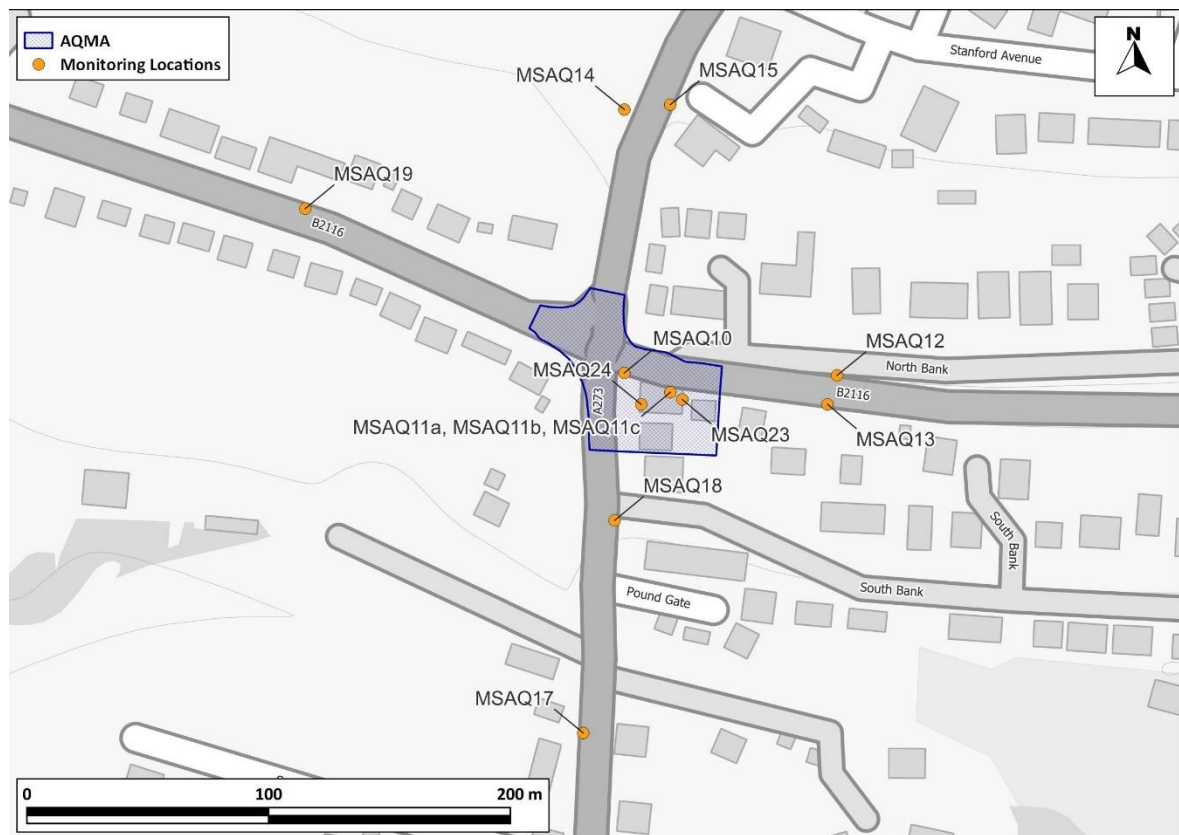 AQMA
Monitoring Locations
N
Stanford Avenue
MSAQ14
MSAQ15
MSAQ19
B2116
MSAQ10
MSAQ12
MSAQ24
North Bank
B2116
A273
MSAQ11a, MSAQ11b, MSAQ11c
MSAQ23
MSAQ13
MSAQ18
South Bank
South Bank
Pound Gate
MSAQ17
0
100
200 m